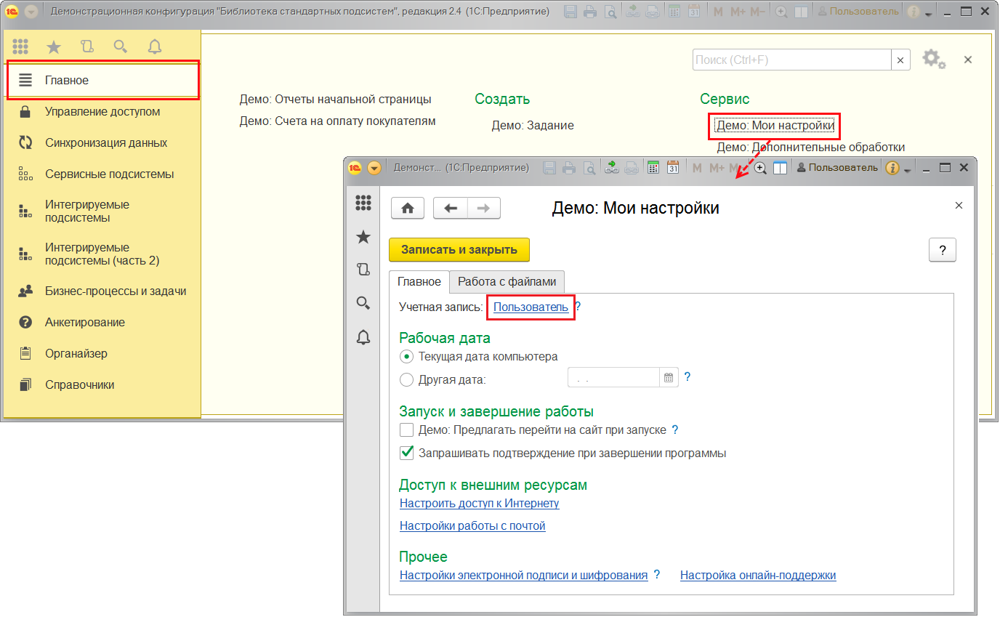 1С Демонстрационная конфигурация "Библиотека стандартных подсистем", редакция 2.4 (1С:Предприятие)
31 M M+ M- Пользователь i
Поиск (Ctrl+F) ×
Главное
Управление доступом
Синхронизация данных
Сервисные подсистемы
Интегрируемые
подсистемы
Интегрируемые
подсистемы (часть 2)
Бизнес-процессы и задачи
Анкетирование
Органайзер
Справочники
Демо: Отчеты начальной страницы
Демо: Счета на оплату покупателям
Создать
Демо: Задание
Сервис
Демо: Мои настройки
Демо: Дополнительные обработки
1С Демонст... (1С:Предприятие)
31 M M+ M Пользователь i
Демо: Мои настройки
Записать и закрыть
?
Главное
Работа с файлами
Учетная запись: Пользователь ?
Рабочая дата
Текущая дата компьютера
Другая дата: . . ?
Запуск и завершение работы
Демо: Предлагать перейти на сайт при запуске ?
Запрашивать подтверждение при завершении программы
Доступ к внешним ресурсам
Настроить доступ к Интернету
Настройки работы с почтой
Прочее
Настройки электронной подписи и шифрования ? Настройка онлайн-поддержки